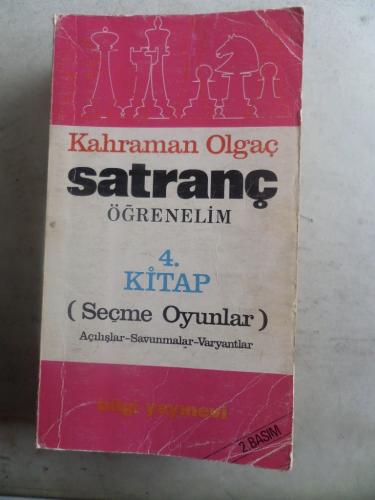 Kahraman Olgaç
satranç
ÖĞRENELİM
4.
KİTAP
( Seçme Oyunlar )
Açılışlar-Savunmalar-Varyantlar
bilgi yayınevi
2. BASIM